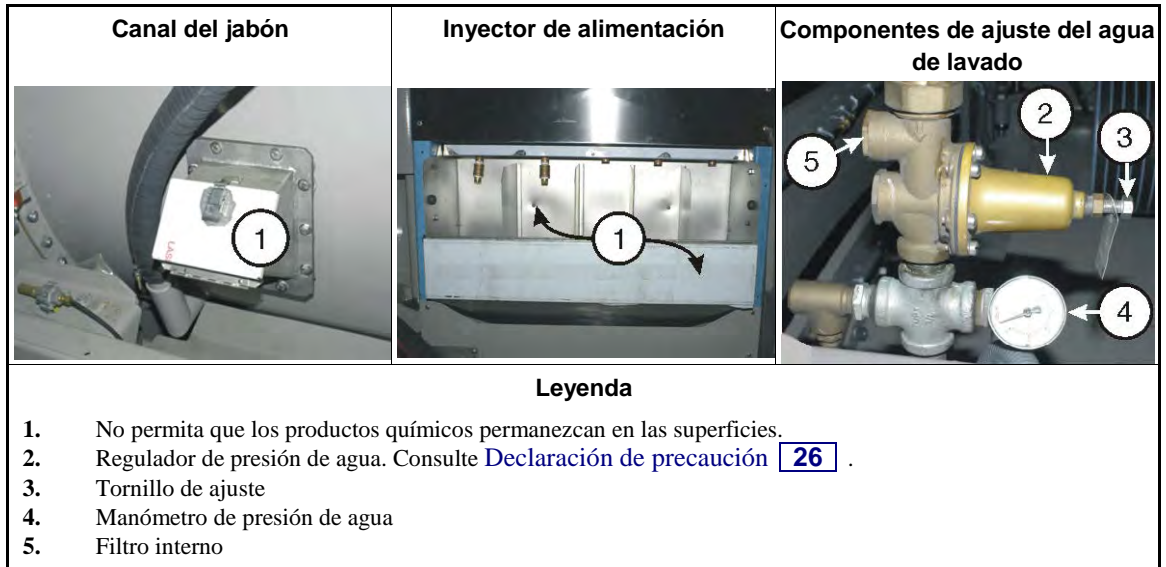 Canal del jabón
Inyector de alimentación
Componentes de ajuste del agua
de lavado
1
1
2
3
5
4
Leyenda
1. No permita que los productos químicos permanezcan en las superficies.
2. Regulador de presión de agua. Consulte Declaración de precaución 26 .
3. Tornillo de ajuste
4. Manómetro de presión de agua
5. Filtro interno